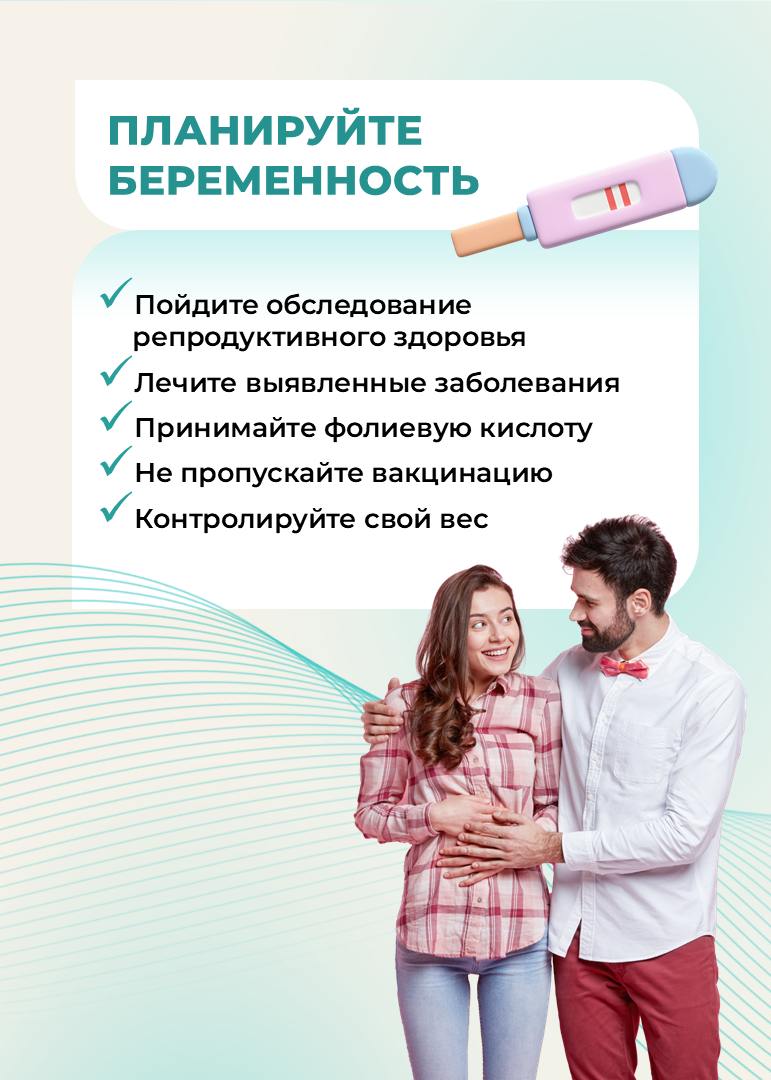 ПЛАНИРУЙТЕ
БЕРЕМЕННОСТЬ
Пойдите обследование
репродуктивного здоровья
Лечите выявленные заболевания
Принимайте фолиевую кислоту
Не пропускайте вакцинацию
Контролируйте свой вес